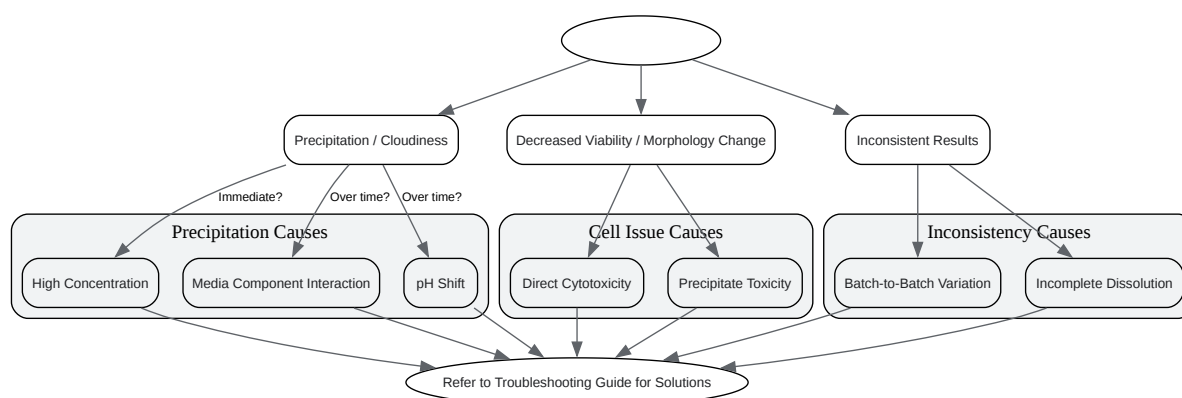 Precipitation / Cloudiness
Decreased Viability / Morphology Change
Inconsistent Results
Immediate?
Over time?
Over time?
Precipitation Causes
Cell Issue Causes
Inconsistency Causes
High Concentration
Media Component Interaction
pH Shift
Direct Cytotoxicity
Precipitate Toxicity
Batch-to-Batch Variation
Incomplete Dissolution
Refer to Troubleshooting Guide for Solutions